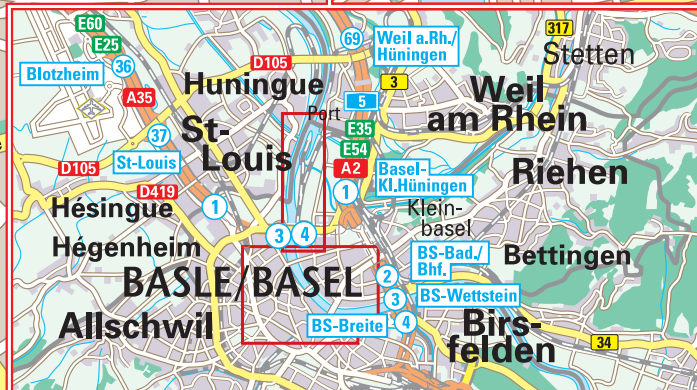 E60
E25
Blotzheim
36
A35
37
St-Louis
D105
D419
D105
Huningue
St-
Louis
Port
69
Weil a.Rh./
Hüningen
3
5
E35
E54
A2
Basel-
Kl.Hüningen
1
317
Stetten
Weil
am Rhein
Riehen
Klein-
basel
Hésingue
1
Hégenheim
3
4
BASLE/BASEL
Allschwil
BS-Bad./
Bhf.
2
BS-Wettstein
3
BS-Breite
4
Bettingen
Birs-
felden
34